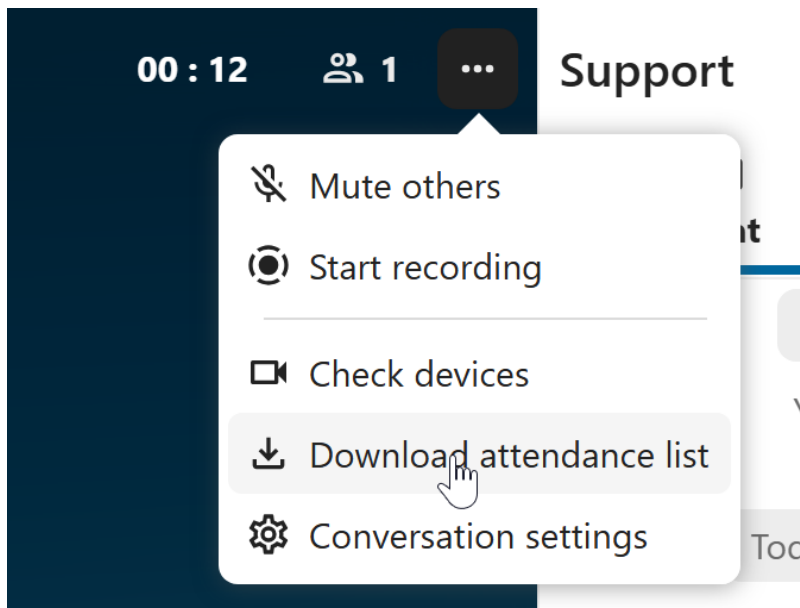 00 : 12 1 Support
Mute others
Start recording
Check devices
Download attendance list
Conversation settings